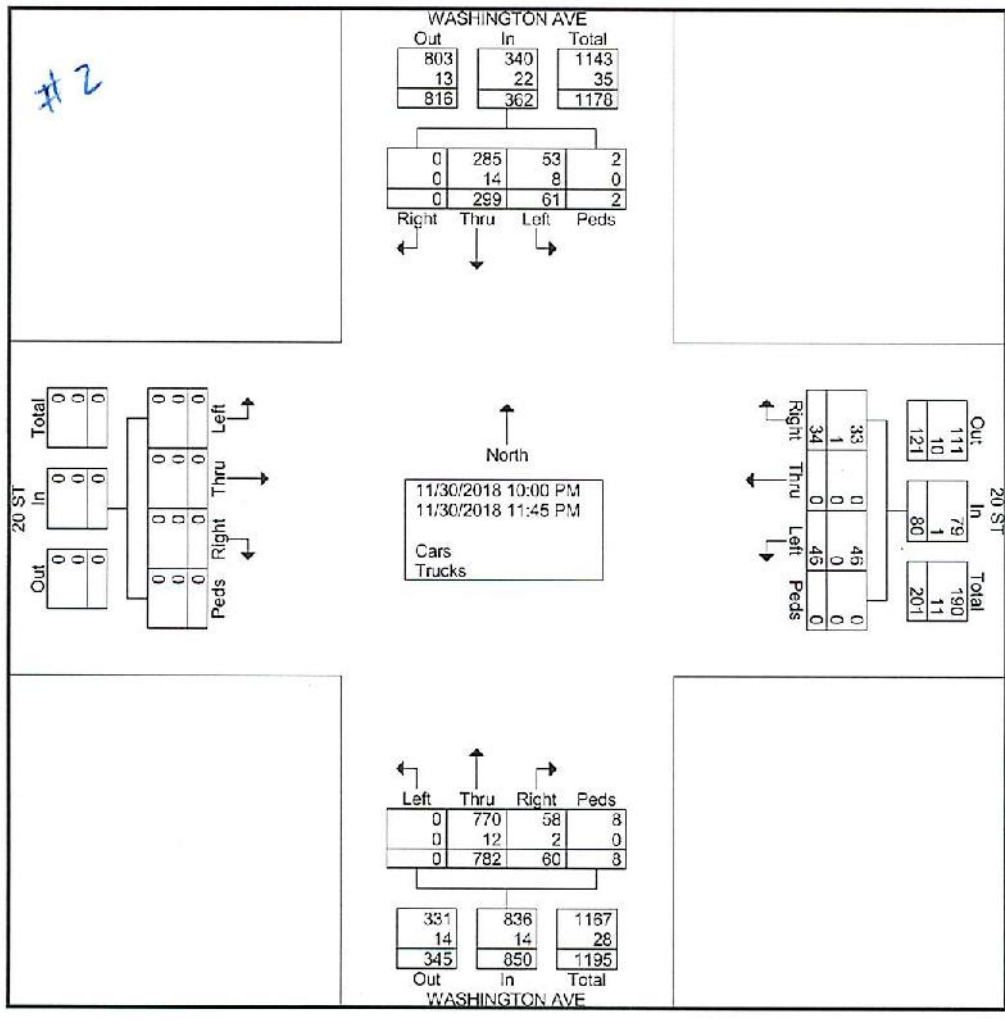 # 2
WASHINGTON AVE
Out In Total
803 340 1143
13 22 35
816 362 1178
0 285 53 2
0 14 8 0
0 299 61 2
Right Thru Left Peds
20 ST
Total In Out
0 0 0
0 0 0
0 0 0
0 0 0 0
0 0 0 0
0 0 0 0
Left Thru Right Peds
North
11/30/2018 10:00 PM
11/30/2018 11:45 PM
Cars
Trucks
20 ST
Out In Total
111 79 190
10 1 11
121 80 201
33 0 46 0
1 0 0 0
34 0 46 0
Right Thru Left Peds
Left Thru Right Peds
0 770 58 8
0 12 2 0
0 782 60 8
331 836 1167
14 14 28
345 850 1195
Out In Total
WASHINGTON AVE